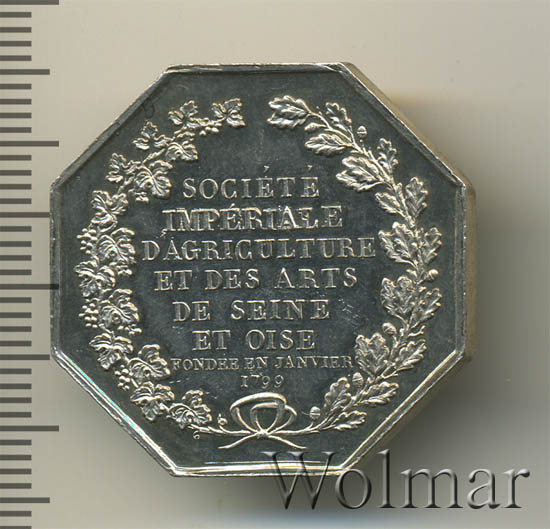 SOCIÉTÉ
IMPÉRIALE
D'AGRICULTURE
ET DES ARTS
DE SEINE
ET OISE
FONDÉE EN JANVIER
1799
Wolmar